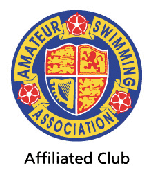 AMATEUR SWIMMING
ASSOCIATION
Affiliated Club